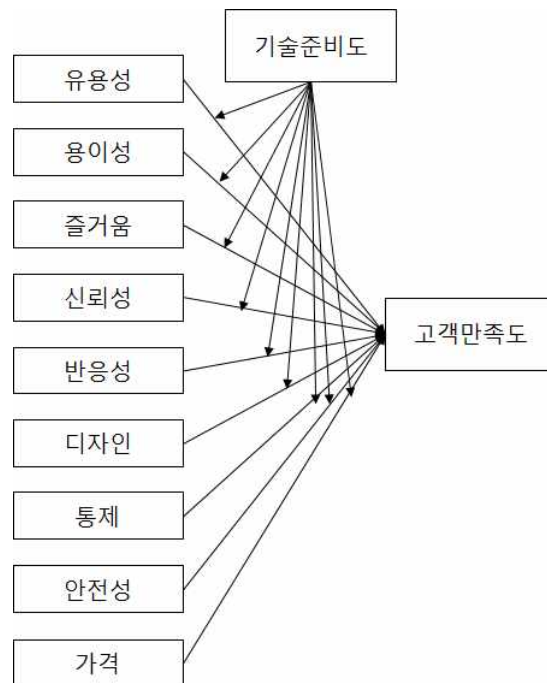 기술준비도
유용성
용이성
즐거움
신뢰성
고객만족도
반응성
디자인
통제
안전성
가격